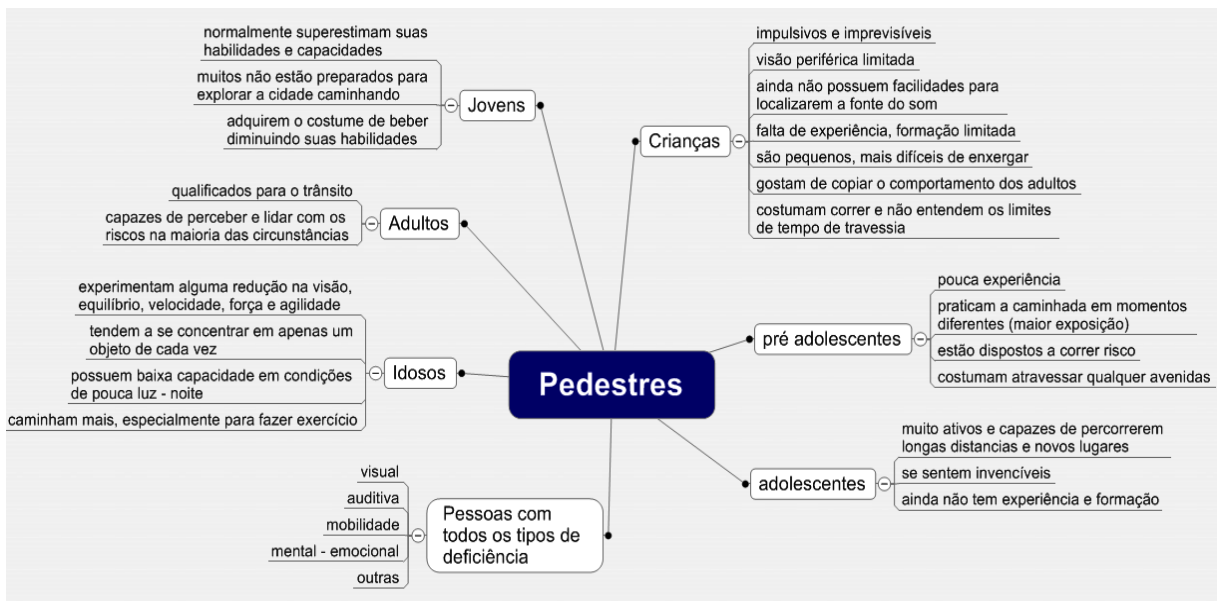 normalmente superestimam suas
habilidades e capacidades
muitos não estão preparados para
explorar a cidade caminhando
adquirem o costume de beber
diminuindo suas habilidades
Jovens
qualificados para o trânsito
capazes de perceber e lidar com os
riscos na maioria das circunstâncias
Adultos
experimentam alguma redução na visão,
equilíbrio, velocidade, força e agilidade
tendem a se concentrar em apenas um
objeto de cada vez
possuem baixa capacidade em condições
de pouca luz - noite
caminham mais, especialmente para fazer exercício
Idosos
visual
auditiva
mobilidade
mental - emocional
outras
Pessoas com
todos os tipos de
deficiência
Pedestres
Crianças
impulsivos e imprevisíveis
visão periférica limitada
ainda não possuem facilidades para
localizarem a fonte do som
falta de experiência, formação limitada
são pequenos, mais difíceis de enxergar
gostam de copiar o comportamento dos adultos
costumam correr e não entendem os limites
de tempo de travessia
pré adolescentes
pouca experiência
praticam a caminhada em momentos
diferentes (maior exposição)
estão dispostos a correr risco
costumam atravessar qualquer avenidas
adolescentes
muito ativos e capazes de percorrerem
longas distancias e novos lugares
se sentem invencíveis
ainda não tem experiência e formação